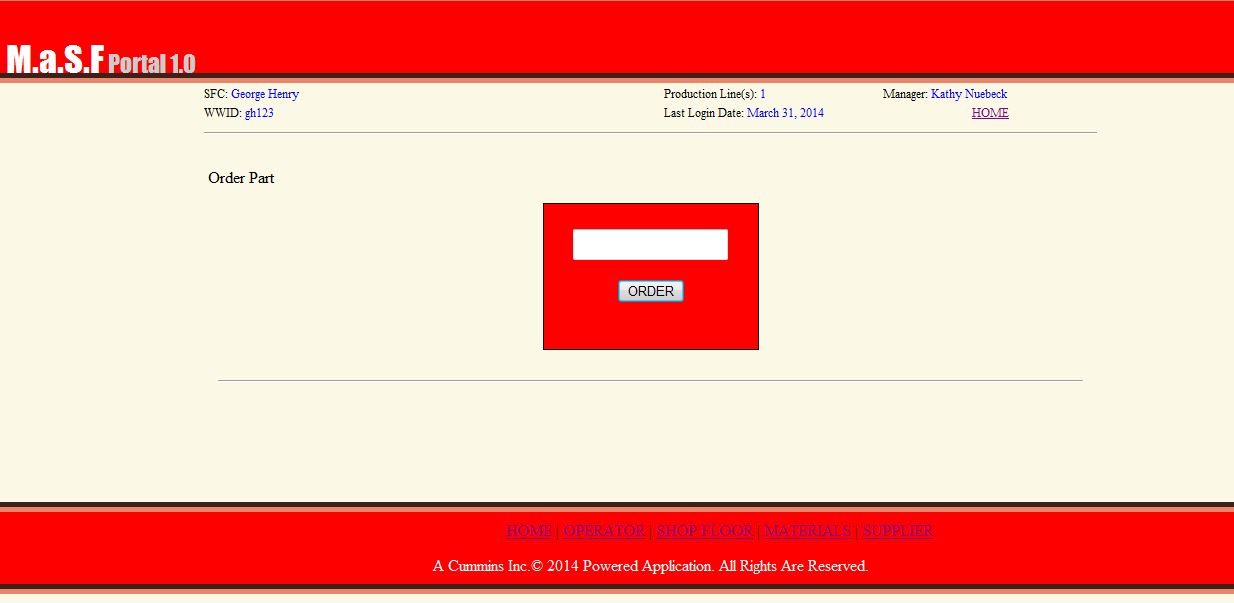 M.a.S.F Portal 1.0
SFC: George Henry Production Line(s): 1 Manager: Kathy Nuebeck
WWID: gh123 Last Login Date: March 31, 2014 HOME
Order Part
ORDER
HOME | OPERATOR | SHOP FLOOR | MATERIALS | SUPPLIER
A Cummins Inc.© 2014 Powered Application. All Rights Are Reserved.